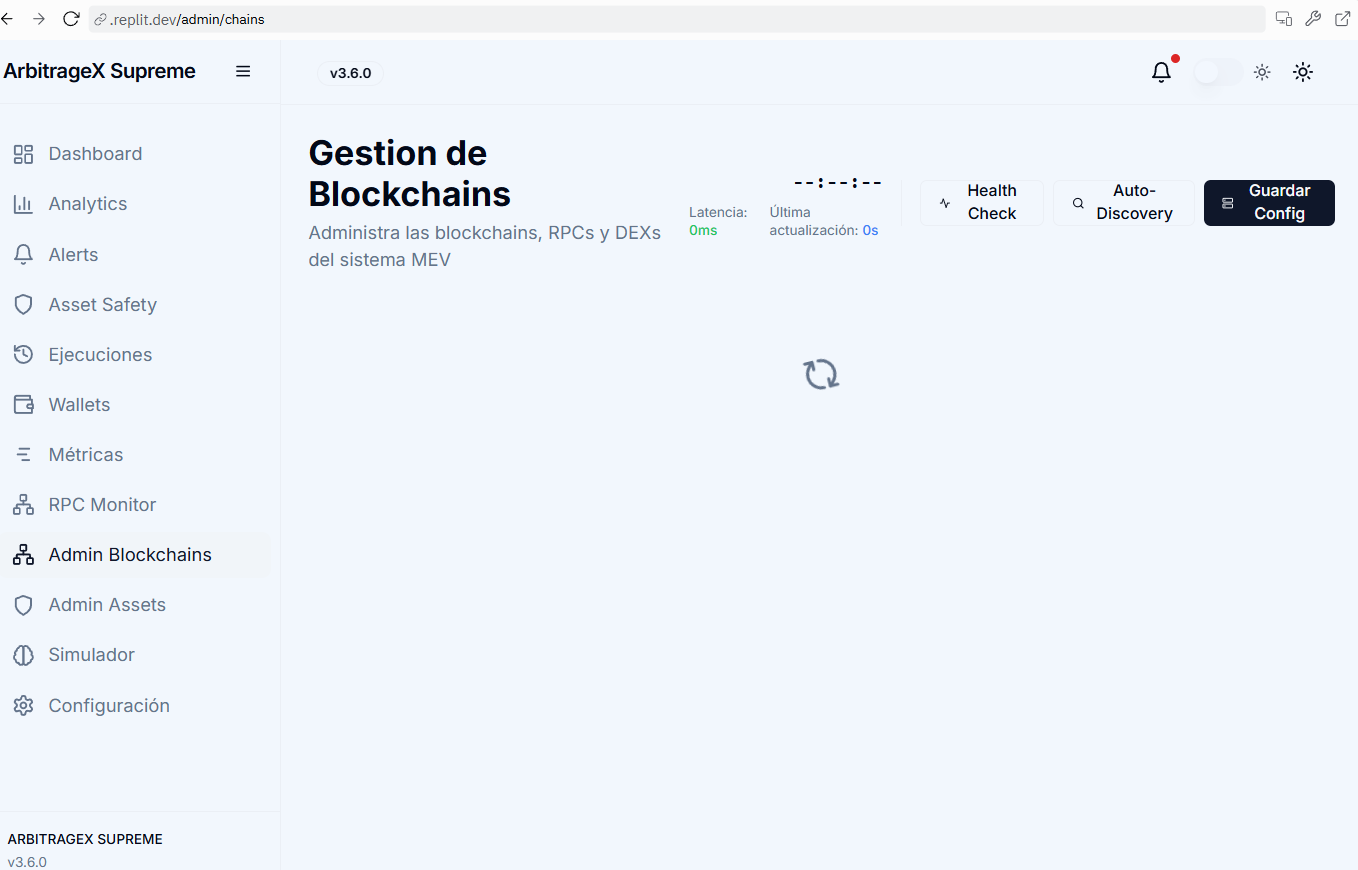 .replit.dev/admin/chains
ArbitrageX Supreme
v3.6.0
Dashboard
Analytics
Alerts
Asset Safety
Ejecuciones
Wallets
Métricas
RPC Monitor
Admin Blockchains
Admin Assets
Simulador
Configuración
ARBITRAGEX SUPREME
v3.6.0
Gestion de
Blockchains
Administra las blockchains, RPCs y DEXs
del sistema MEV
--:--:--
Latencia:
0ms
Última
actualización: 0s
Health
Check
Auto-
Discovery
Guardar
Config